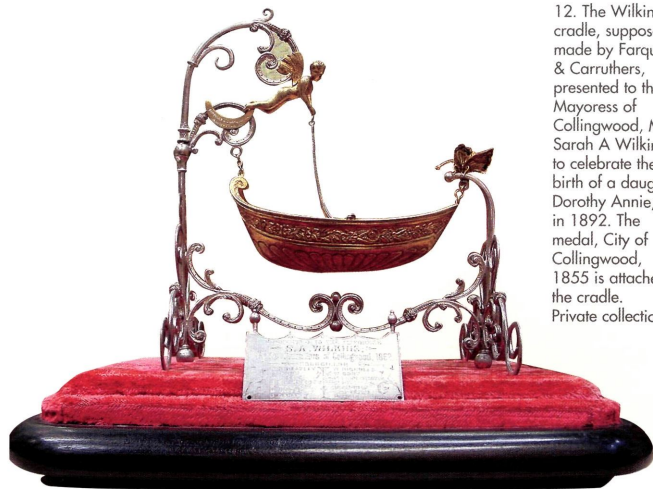 12. The Wilkin
cradle, suppos
made by Farqu
& Carruthers,
presented to th
Mayoress of
Collingwood, M
Sarah A Wilkin
to celebrate the
birth of a daug
Dorothy Annie,
in 1892. The
medal, City of
Collingwood,
1855 is attache
the cradle.
Private collectio